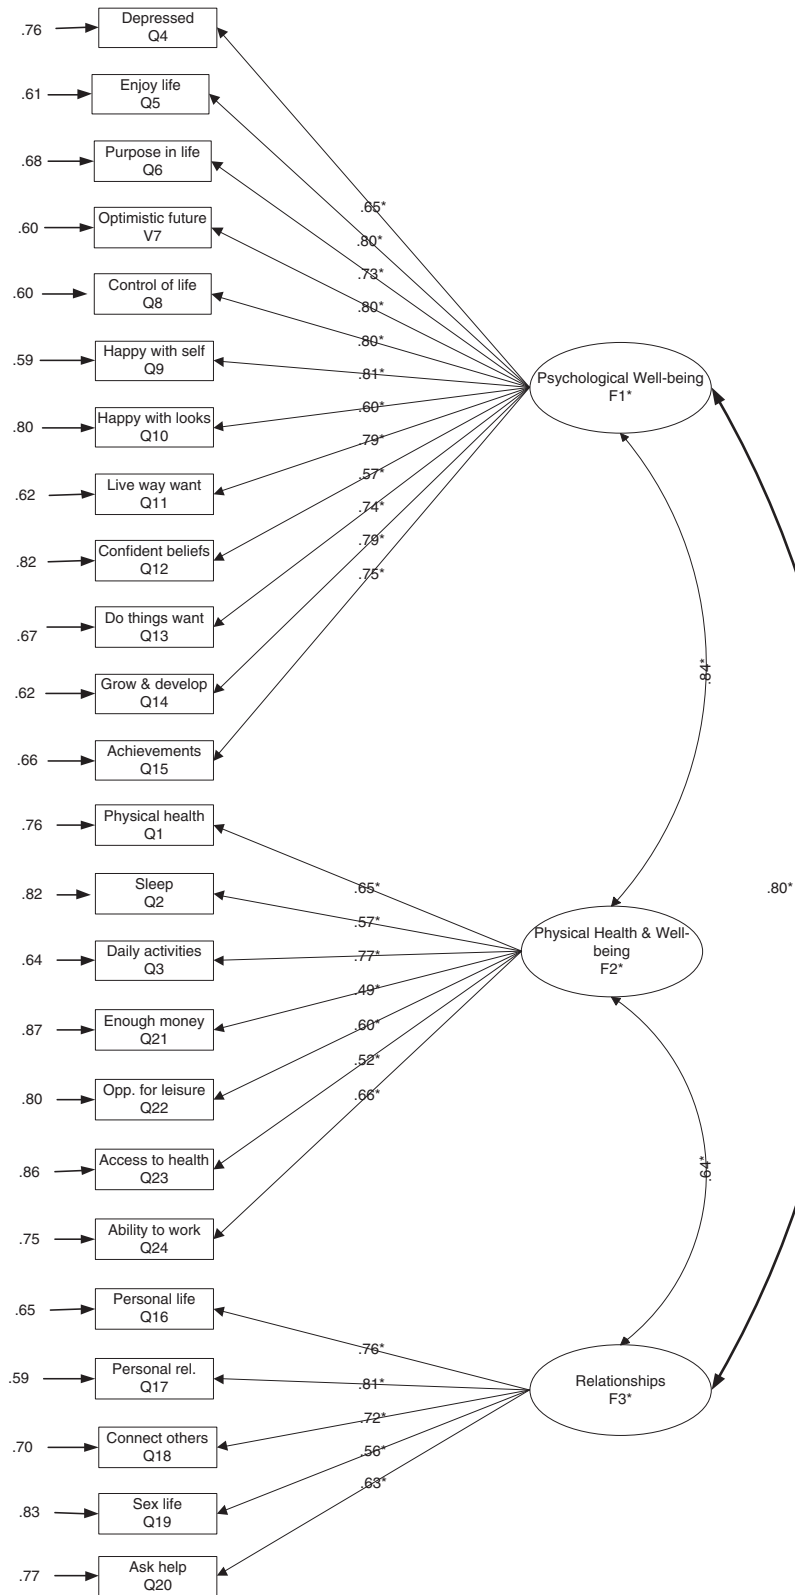 .76
Depressed
Q4
.61
Enjoy life
Q5
.68
Purpose in life
Q6
.60
Optimistic future
V7
.60
Control of life
Q8
.59
Happy with self
Q9
.80
Happy with looks
Q10
.62
Live way want
Q11
.82
Confident beliefs
Q12
.67
Do things want
Q13
.62
Grow & develop
Q14
.66
Achievements
Q15
.65*
.80*
.73*
.80*
.80*
.81*
.60*
.79*
.57*
.74*
.79*
.75*
Psychological Well-being
F1*
.84*
.80*
.76
Physical health
Q1
.82
Sleep
Q2
.64
Daily activities
Q3
.87
Enough money
Q21
.80
Opp. for leisure
Q22
.86
Access to health
Q23
.75
Ability to work
Q24
.65*
.57*
.77*
.49*
.60*
.52*
.66*
Physical Health & Well-
being
F2*
.64*
.65
Personal life
Q16
.59
Personal rel.
Q17
.70
Connect others
Q18
.83
Sex life
Q19
.77
Ask help
Q20
.76*
.81*
.72*
.56*
.63*
Relationships
F3*